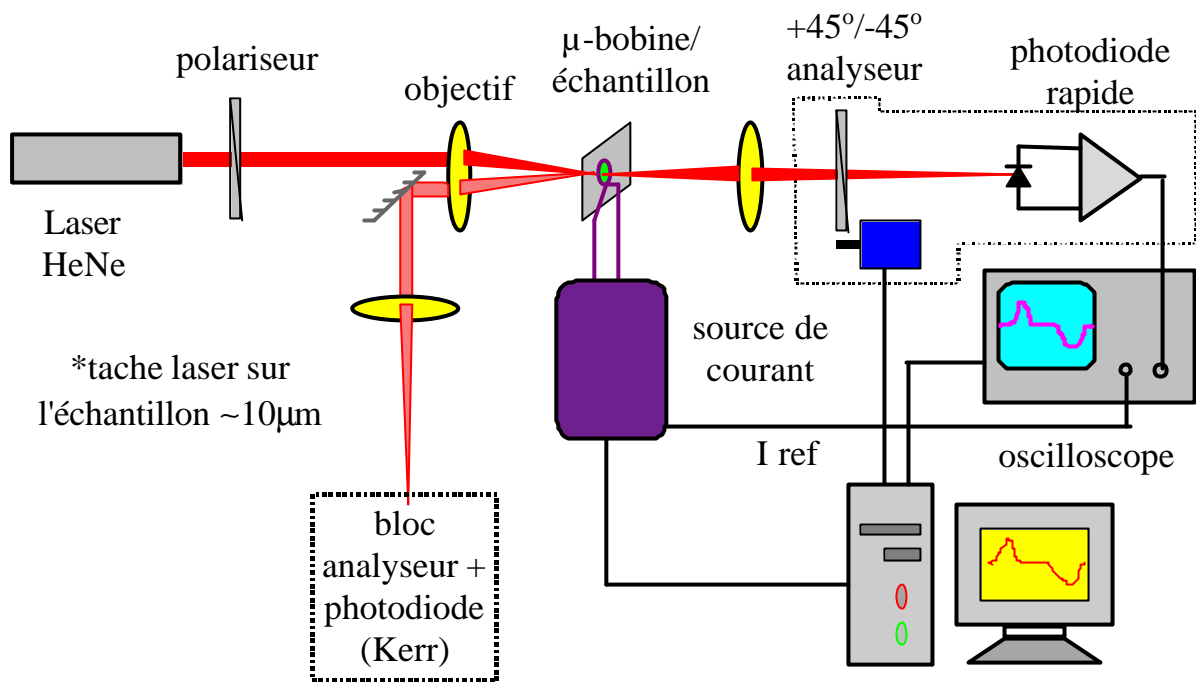 polariseur
objectif
µ-bobine/
échantillon
+45º/-45º
analyseur
photodiode
rapide
Laser
HeNe
*tache laser sur
l'échantillon ~10µm
source de
courant
I ref
oscilloscope
bloc
analyseur +
photodiode
(Kerr)